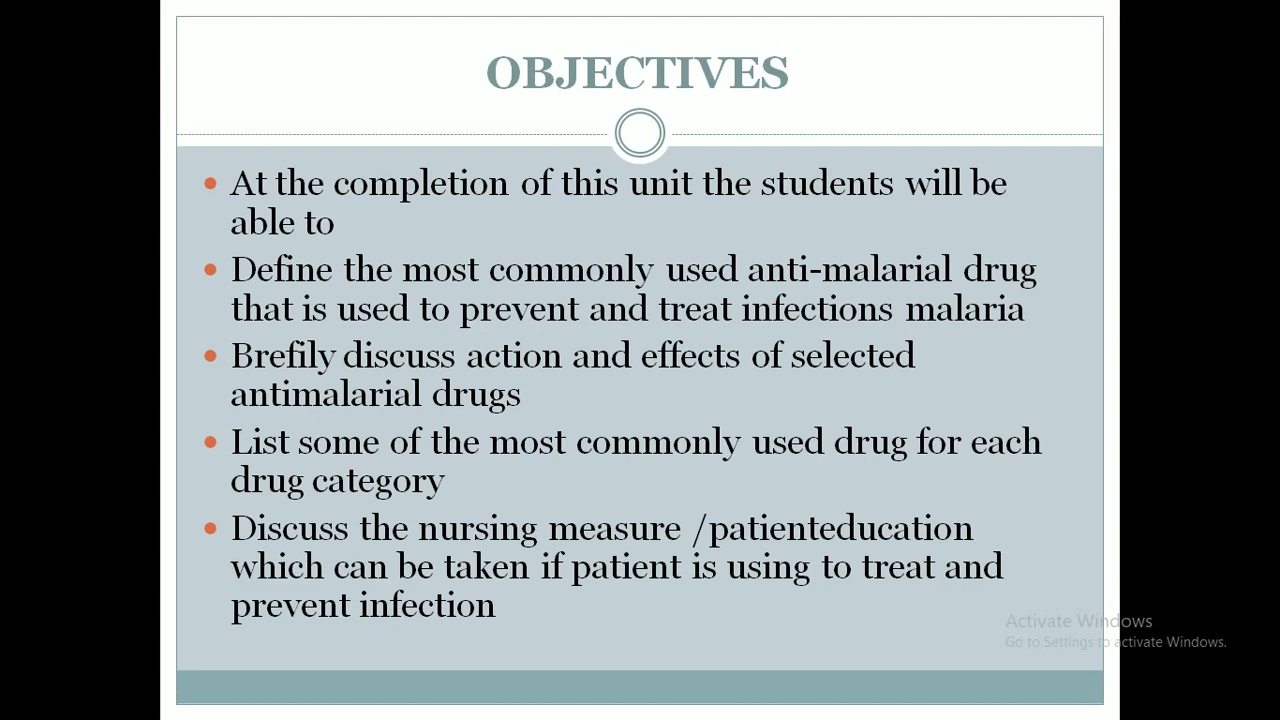 OBJECTIVES
At the completion of this unit the students will be
able to
Define the most commonly used anti-malarial drug
that is used to prevent and treat infections malaria
Brefily discuss action and effects of selected
antimalarial drugs
List some of the most commonly used drug for each
drug category
Discuss the nursing measure /patienteducation
which can be taken if patient is using to treat and
prevent infection
Activate Windows
Go to Settings to activate Windows.